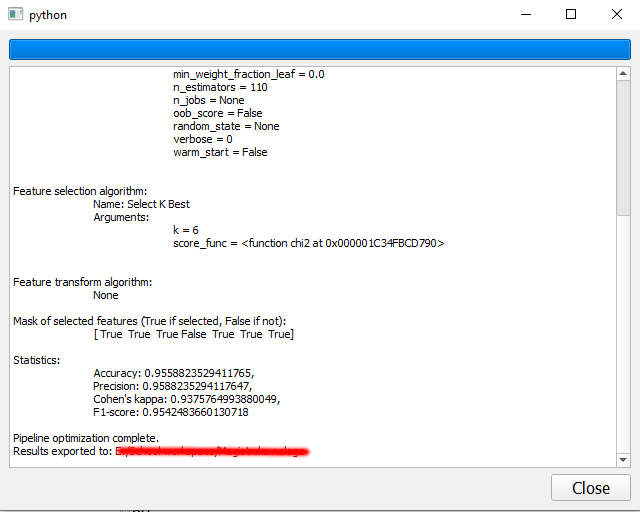 python
min_weight_fraction_leaf = 0.0
n_estimators = 110
n_jobs = None
oob_score = False
random_state = None
verbose = 0
warm_start = False
Feature selection algorithm:
Name: Select K Best
Arguments:
k = 6
score_func = <function chi2 at 0x000001C34FBCD790>
Feature transform algorithm:
None
Mask of selected features (True if selected, False if not):
[ True True True False True True True]
Statistics:
Accuracy: 0.9558823529411765,
Precision: 0.9588235294117647,
Cohen's kappa: 0.9375764993880049,
F1-score: 0.9542483660130718
Pipeline optimization complete.
Results exported to:
Close